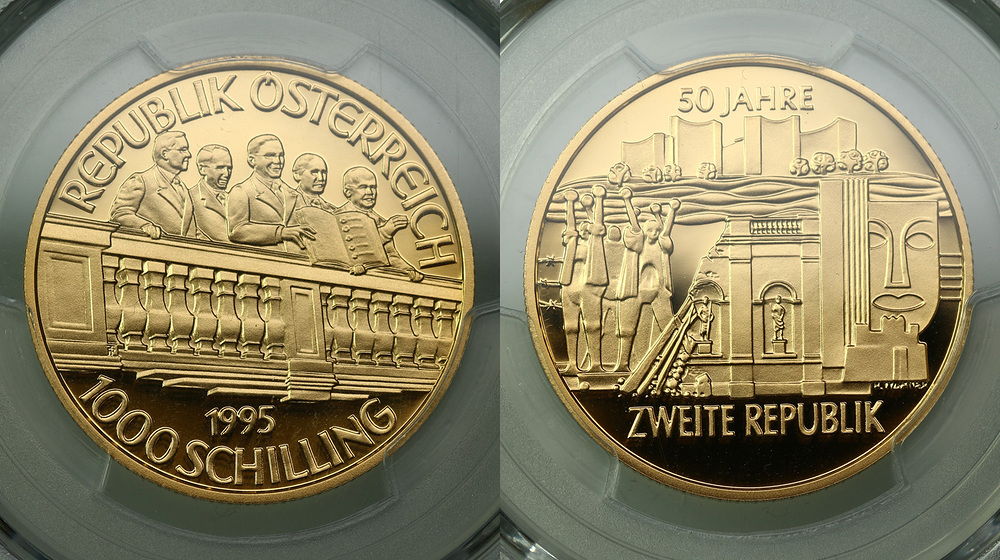 REPUBLIK ÖSTERREICH
1995
1000 SCHILLING
50 JAHRE
ZWEITE REPUBLIK